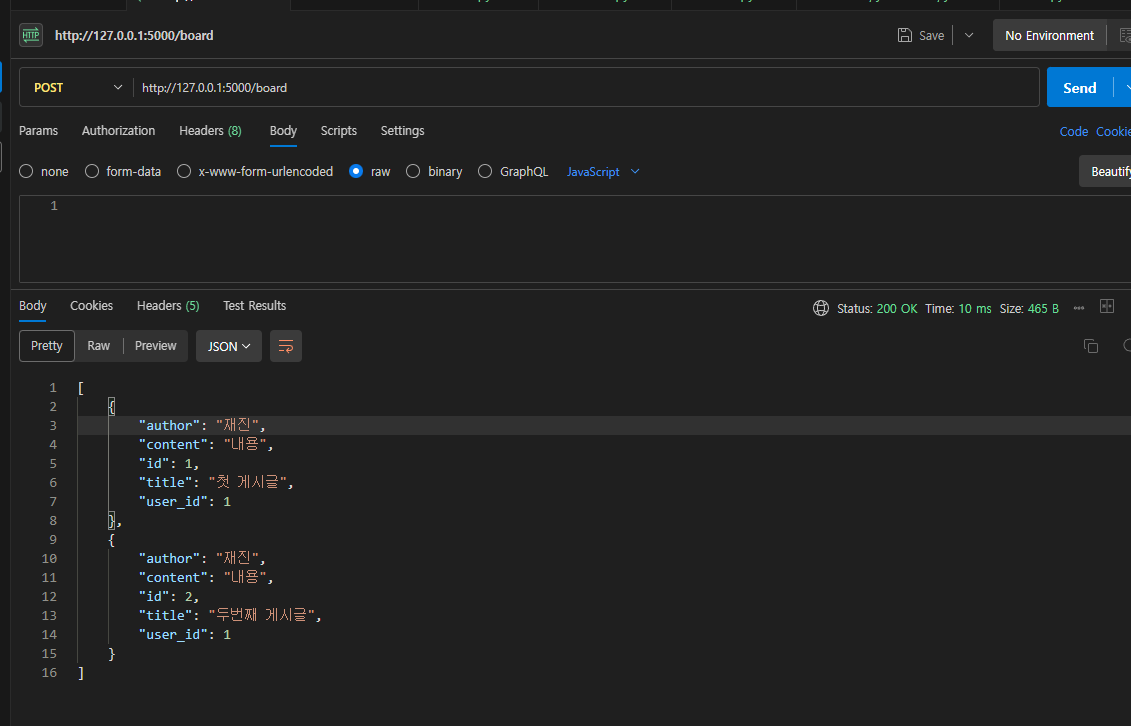 HTTP http://127.0.0.1:5000/board Save No Environment
POST http://127.0.0.1:5000/board Send
Params Authorization Headers (8) Body Scripts Settings Code Cookie
none form-data x-www-form-urlencoded raw binary GraphQL JavaScript Beautify
1
Body Cookies Headers (5) Test Results Status: 200 OK Time: 10 ms Size: 465 B
Pretty Raw Preview JSON
1 [
2 {
3 "author": "재진",
4 "content": "내용",
5 "id": 1,
6 "title": "첫 게시글",
7 "user_id": 1
8 },
9 {
10 "author": "재진",
11 "content": "내용",
12 "id": 2,
13 "title": "두번째 게시글",
14 "user_id": 1
15 }
16 ]